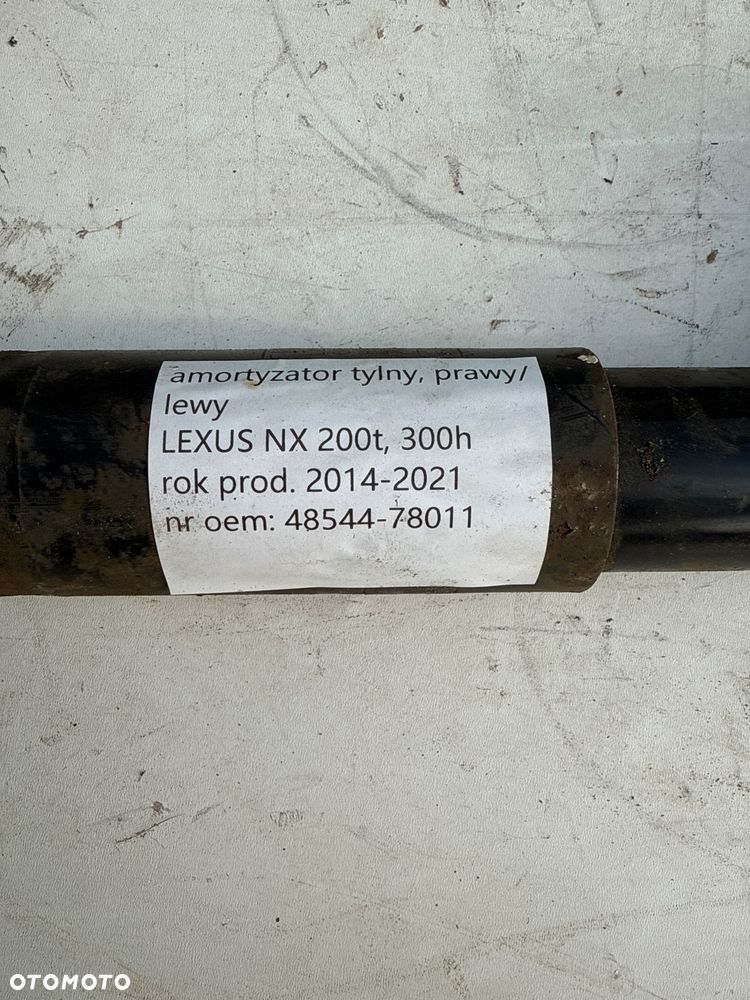 amortyzator tylny, prawy/
lewy
LEXUS NX 200t, 300h
rok prod. 2014-2021
nr oem: 48544-78011
OTOMOTO